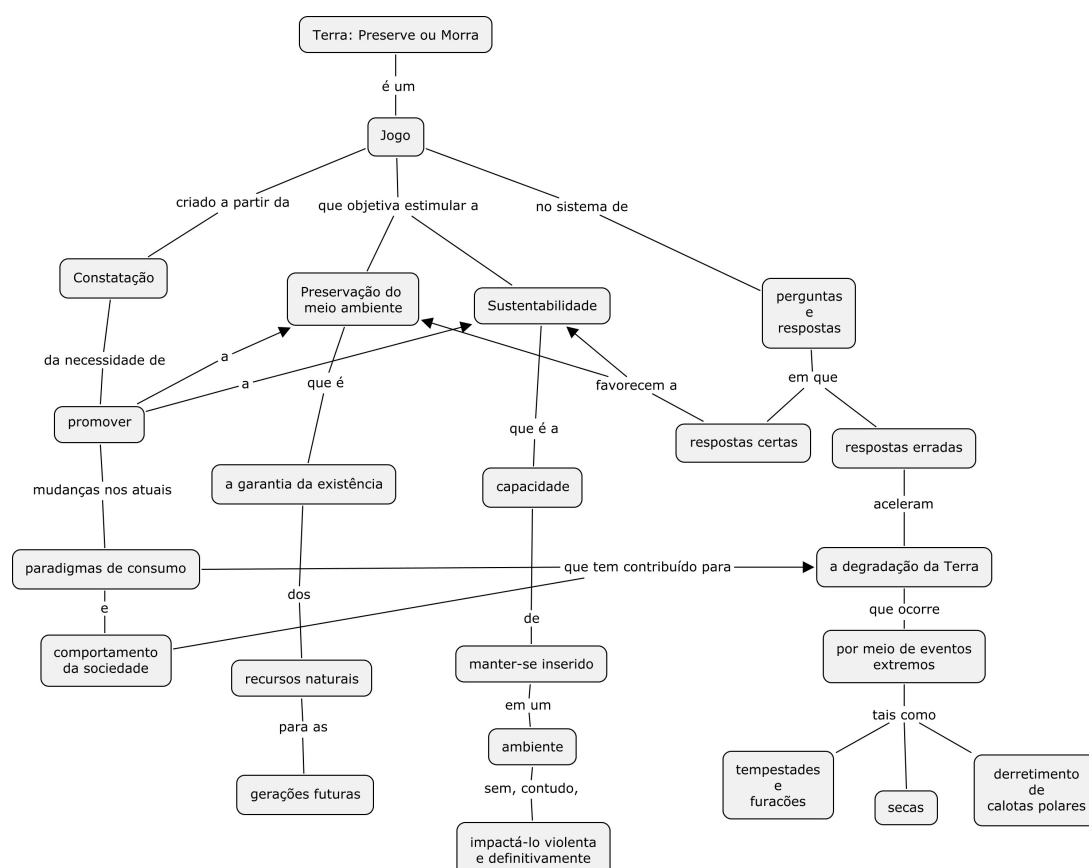 Terra: Preserve ou Morra
é um
Jogo
criado a partir da
que objetiva estimular a
no sistema de
Constatação
Preservação do
meio ambiente
Sustentabilidade
perguntas
e
respostas
da necessidade de
a
a
que é
favorecem a
em que
promover
que é a
respostas certas
respostas erradas
mudanças nos atuais
a garantia da existência
capacidade
aceleram
paradigmas de consumo
que tem contribuído para
a degradação da Terra
e
dos
de
que ocorre
comportamento
da sociedade
recursos naturais
manter-se inserido
por meio de eventos
extremos
para as
em um
tais como
gerações futuras
ambiente
tempestades
e
furacões
secas
derretimento
de
calotas polares
sem, contudo,
impactá-lo violenta
e definitivamente